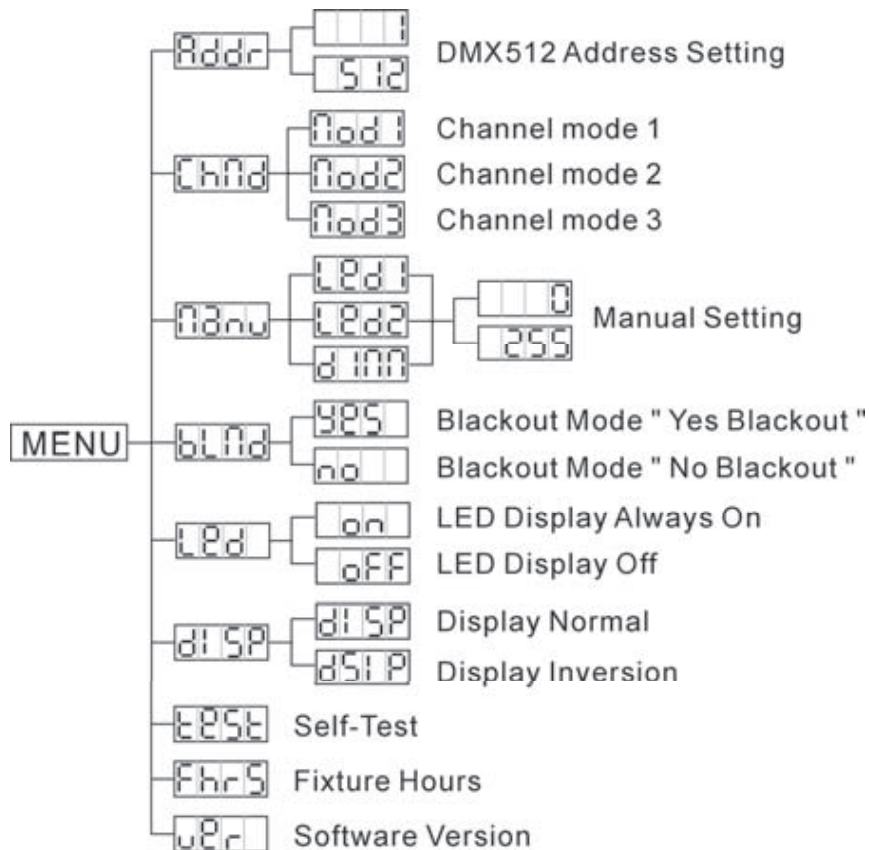 MENU
Addr
1
512
DMX512 Address Setting
ChMd
Mod1
Channel mode 1
Mod2
Channel mode 2
Mod3
Channel mode 3
Manu
Led1
Led2
diMM
0
255
Manual Setting
bLMd
yes
Blackout Mode " Yes Blackout "
no
Blackout Mode " No Blackout "
Led
on
LED Display Always On
oFF
LED Display Off
diSP
diSP
Display Normal
dSIP
Display Inversion
teSt
Self-Test
FhrS
Fixture Hours
ver
Software Version